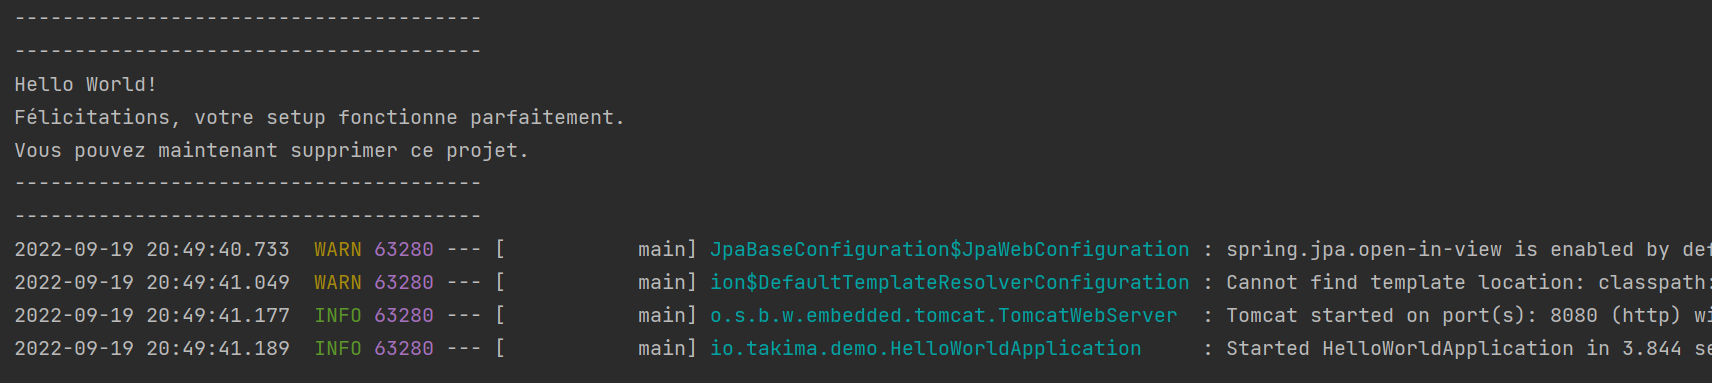 ---------------------------------------
---------------------------------------
Hello World!
Félicitations, votre setup fonctionne parfaitement.
Vous pouvez maintenant supprimer ce projet.
---------------------------------------
---------------------------------------
2022-09-19 20:49:40.733  WARN 63280 --- [           main] JpaBaseConfiguration$JpaWebConfiguration : spring.jpa.open-in-view is enabled by def
2022-09-19 20:49:41.049  WARN 63280 --- [           main] ion$DefaultTemplateResolverConfiguration : Cannot find template location: classpath:
2022-09-19 20:49:41.177  INFO 63280 --- [           main] o.s.b.w.embedded.tomcat.TomcatWebServer  : Tomcat started on port(s): 8080 (http) wi
2022-09-19 20:49:41.189  INFO 63280 --- [           main] io.takima.demo.HelloWorldApplication     : Started HelloWorldApplication in 3.844 se